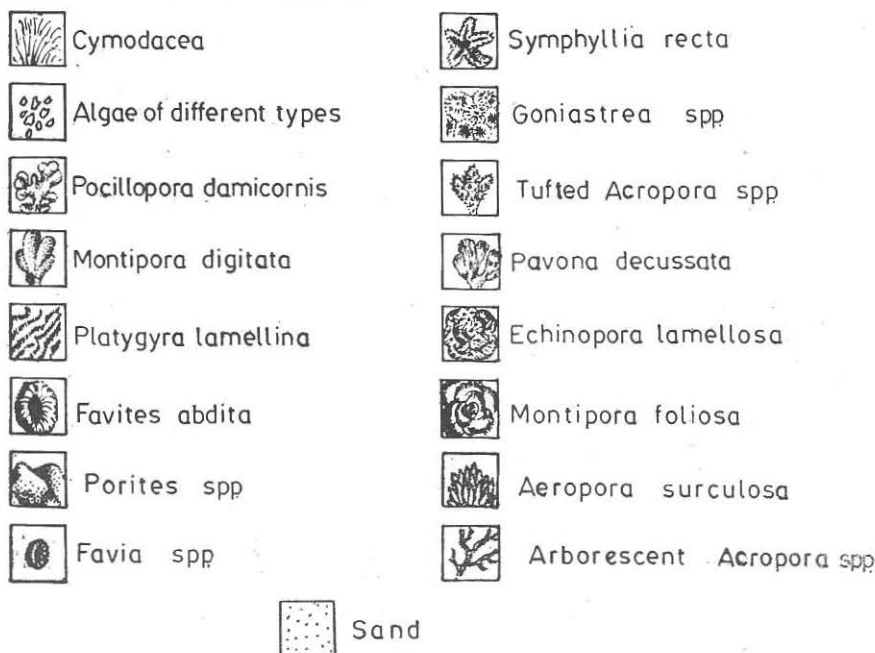 Cymodacea
Algae of different types
Pocillopora damicornis
Montipora digitata
Platygyra lamellina
Favites abdita
Porites spp
Favia spp
Symphyllia recta
Goniastrea spp
Tufted Acropora spp
Pavona decussata
Echinopora lamellosa
Montipora foliosa
Aeropora surculosa
Arborescent Acropora spp
Sand